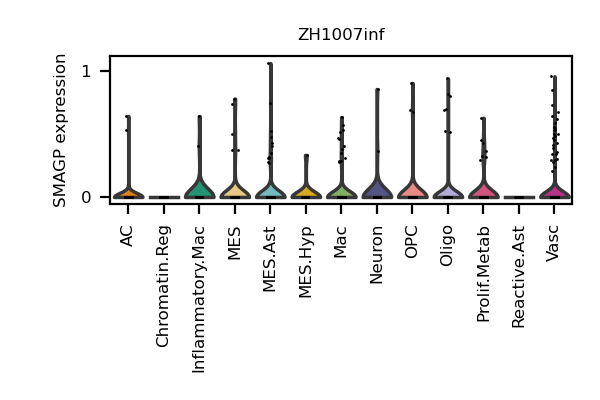 ZH1007inf
SMAGP expression
1
0
AC
Chromatin.Reg
Inflammatory.Mac
MES
MES.Ast
MES.Hyp
Mac
Neuron
OPC
Oligo
Prolif.Metab
Reactive.Ast
Vasc